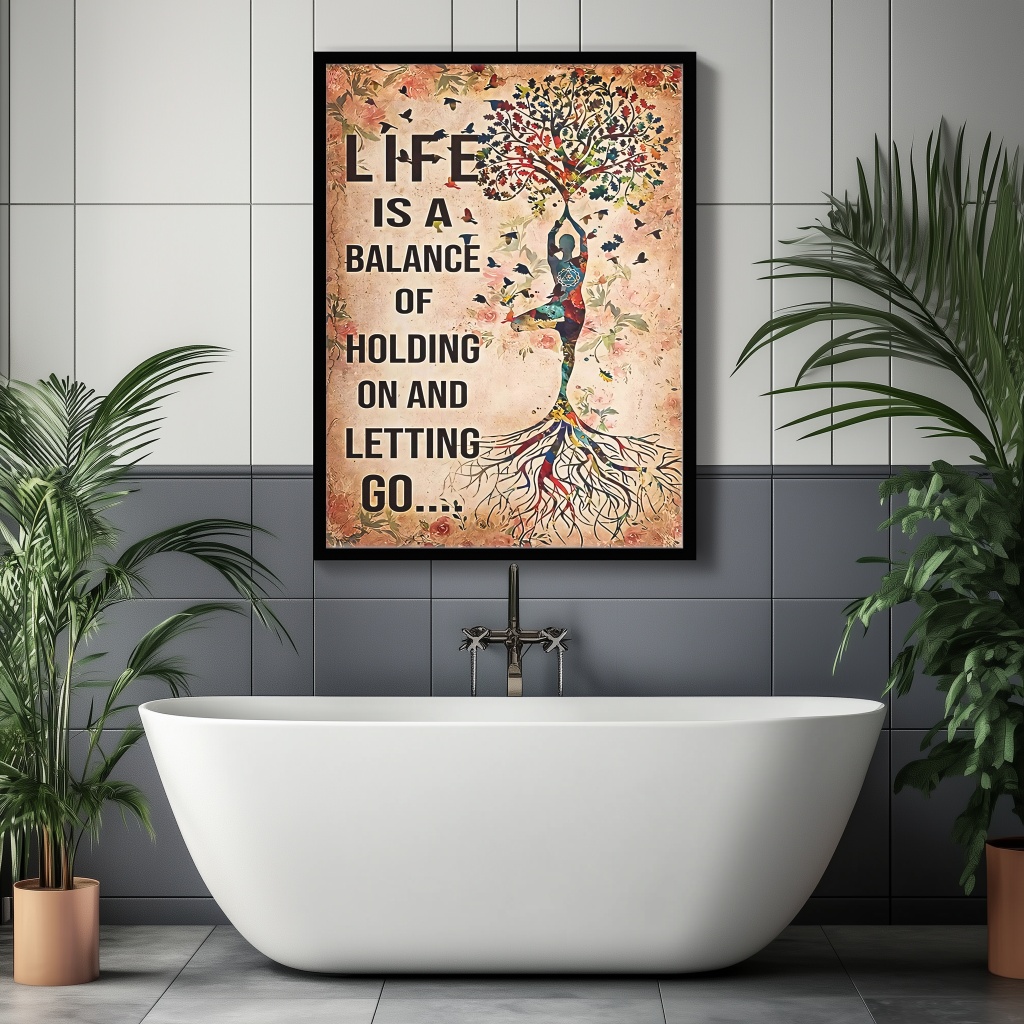 LIFE
IS A
BALANCE
OF
HOLDING
ON AND
LETTING
GO....